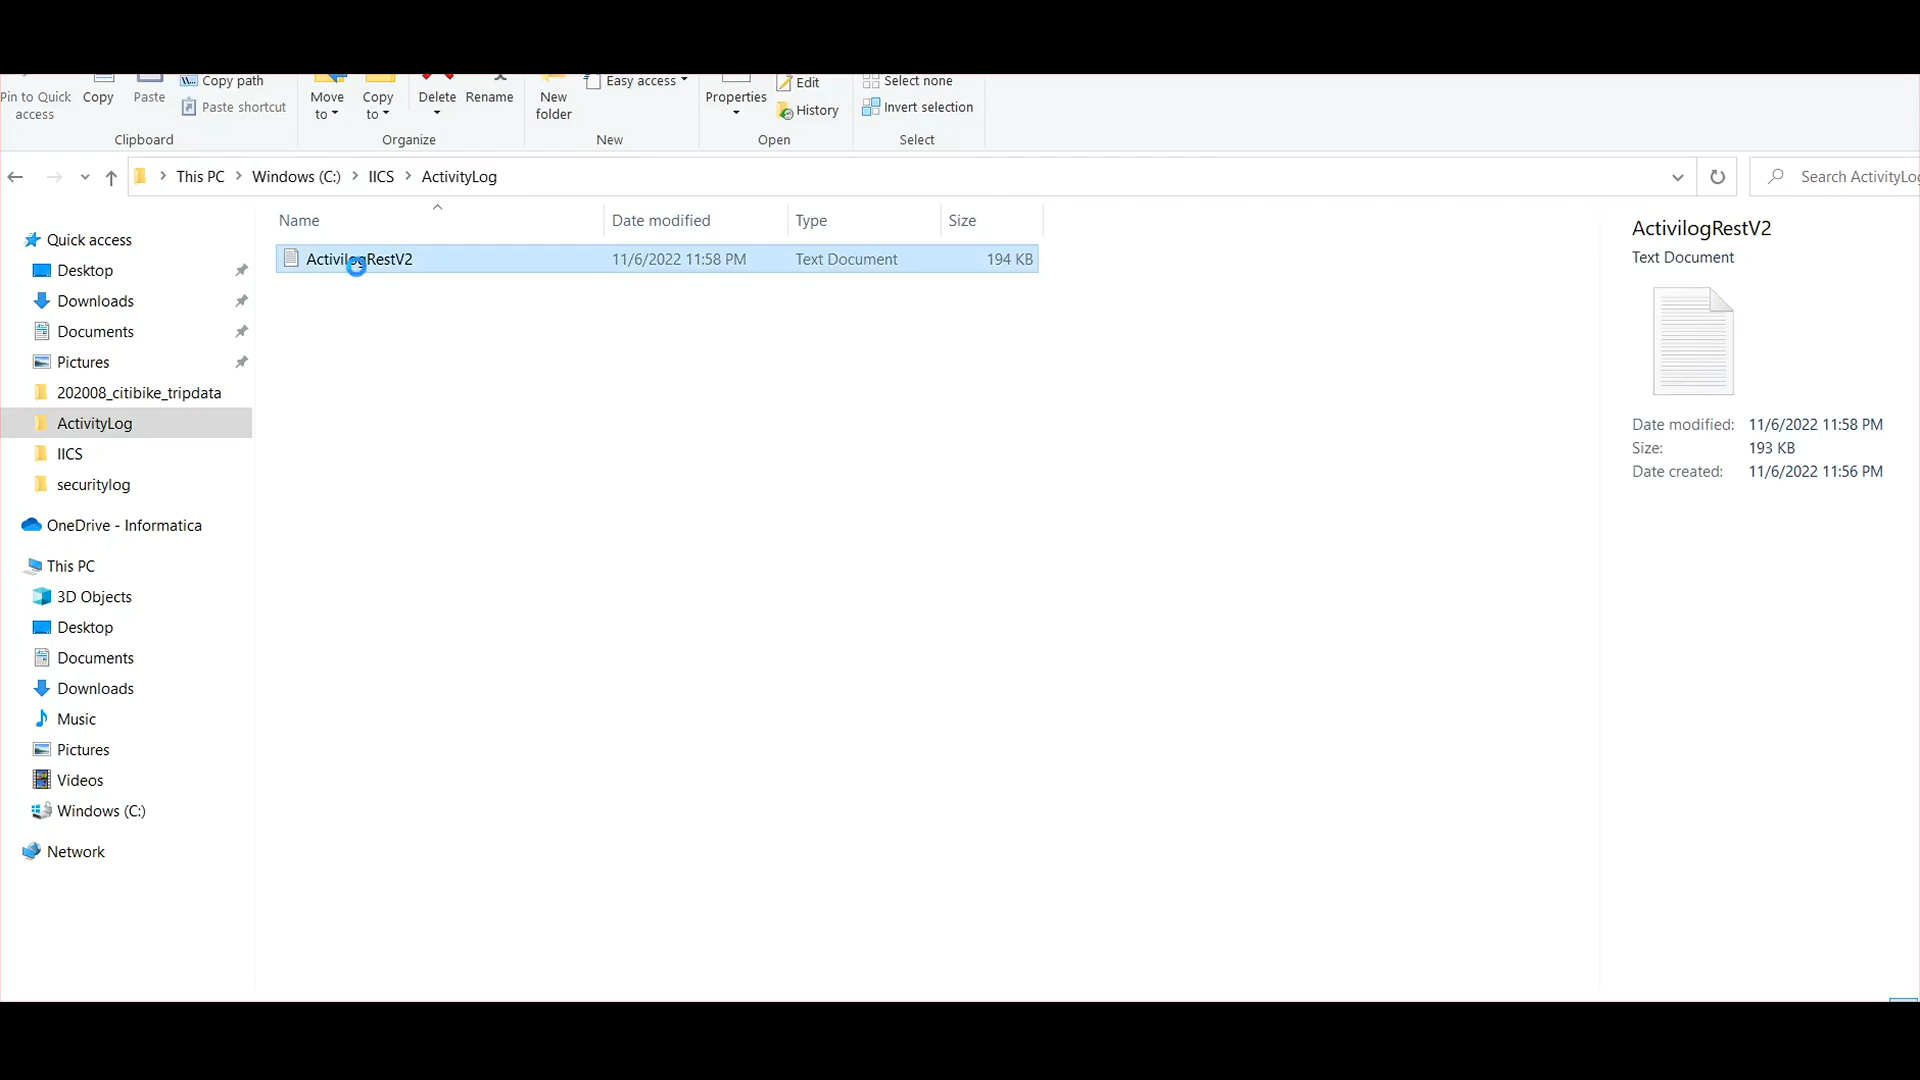 Copy path
Easy access
Edit
Select none
Pin to Quick access
Copy
Paste
Paste shortcut
Move to
Copy to
Delete
Rename
New folder
Properties
History
Invert selection
Clipboard
Organize
New
Open
Select
This PC > Windows (C:) > IICS > ActivityLog
Search ActivityLog
Name
Date modified
Type
Size
ActivilogRestV2
11/6/2022 11:58 PM
Text Document
194 KB
Quick access
Desktop
Downloads
Documents
Pictures
202008_citibike_tripdata
ActivityLog
IICS
securitylog
OneDrive - Informatica
This PC
3D Objects
Desktop
Documents
Downloads
Music
Pictures
Videos
Windows (C:)
Network
ActivilogRestV2
Text Document
Date modified: 11/6/2022 11:58 PM
Size: 193 KB
Date created: 11/6/2022 11:56 PM